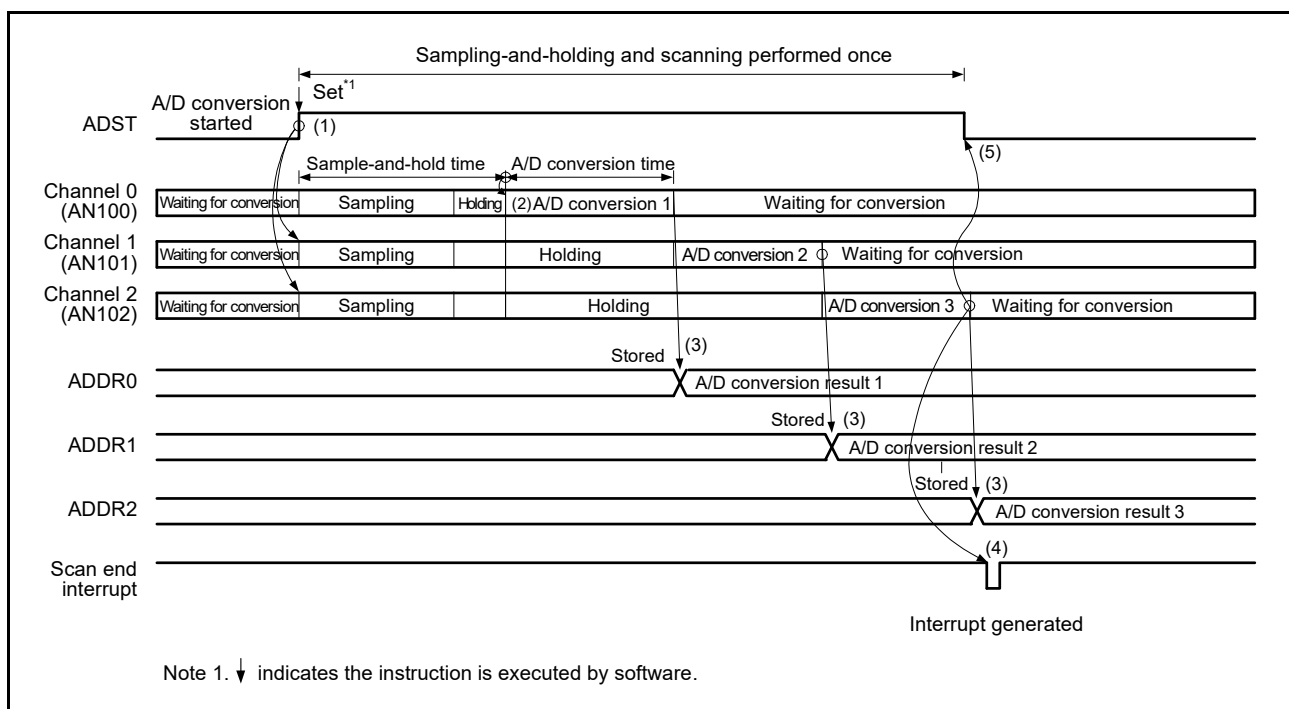 Sampling-and-holding and scanning performed once
A/D conversion started
Set*1
ADST
(1)
(5)
Sample-and-hold time
A/D conversion time
Channel 0 (AN100)
Waiting for conversion
Sampling
Holding
(2)
A/D conversion 1
Waiting for conversion
Channel 1 (AN101)
Waiting for conversion
Sampling
Holding
A/D conversion 2
Waiting for conversion
Channel 2 (AN102)
Waiting for conversion
Sampling
Holding
A/D conversion 3
Waiting for conversion
Stored
(3)
ADDR0
A/D conversion result 1
Stored
(3)
ADDR1
A/D conversion result 2
Stored
(3)
ADDR2
A/D conversion result 3
(4)
Scan end interrupt
Interrupt generated
Note 1. ↓ indicates the instruction is executed by software.